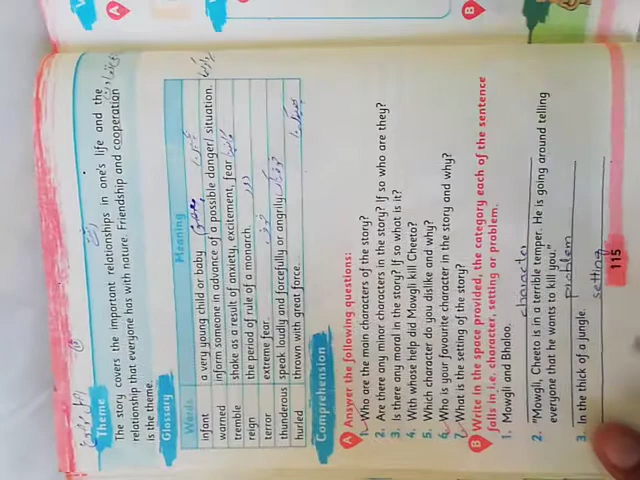 Theme
The story covers the important relationships in one's life and the
relationship that everyone has with nature. Friendship and cooperation
is the theme.
Glossary
Words Meaning
infant a very young child or baby
warned inform someone in advance of a possible danger/ situation.
tremble shake as a result of anxiety, excitement, fear
reign the period of rule of a monarch. دور
terror extreme fear. خوف
thunderous speak loudly and forcefully or angrily
hurled thrown with great force.
Comprehension
A Answer the following questions:
1. Who are the main characters of the story?
2. Are there any minor characters in the story? If so who are they?
3. Is there any moral in the story? If so what is it?
4. With whose help did Mowgli kill Cheeto?
5. Which character do you dislike and why?
6. Who is your favourite character in the story and why?
7. What is the setting of the story?
B Write in the space provided, the category each of the sentence
falls in i.e. character, setting or problem.
1. Mowgli and Bhaloo. character
2. "Mowgli, Cheeto is in a terrible temper. He is going around telling
everyone that he wants to kill you." problem
3. In the thick of a jungle. setting
115
A
B